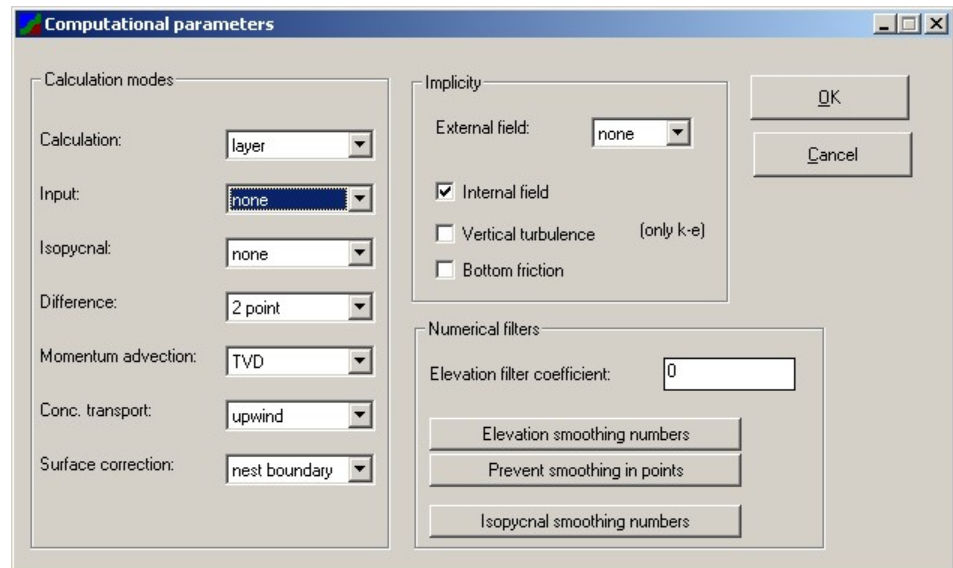 Computational parameters
Calculation modes
Calculation: layer
Input: none
Isopycnal: none
Difference: 2 point
Momentum advection: TVD
Conc. transport: upwind
Surface correction: nest boundary
Implicity
External field: none
Internal field
Vertical turbulence (only k-e)
Bottom friction
Numerical filters
Elevation filter coefficient: 0
Elevation smoothing numbers
Prevent smoothing in points
Isopycnal smoothing numbers
OK
Cancel